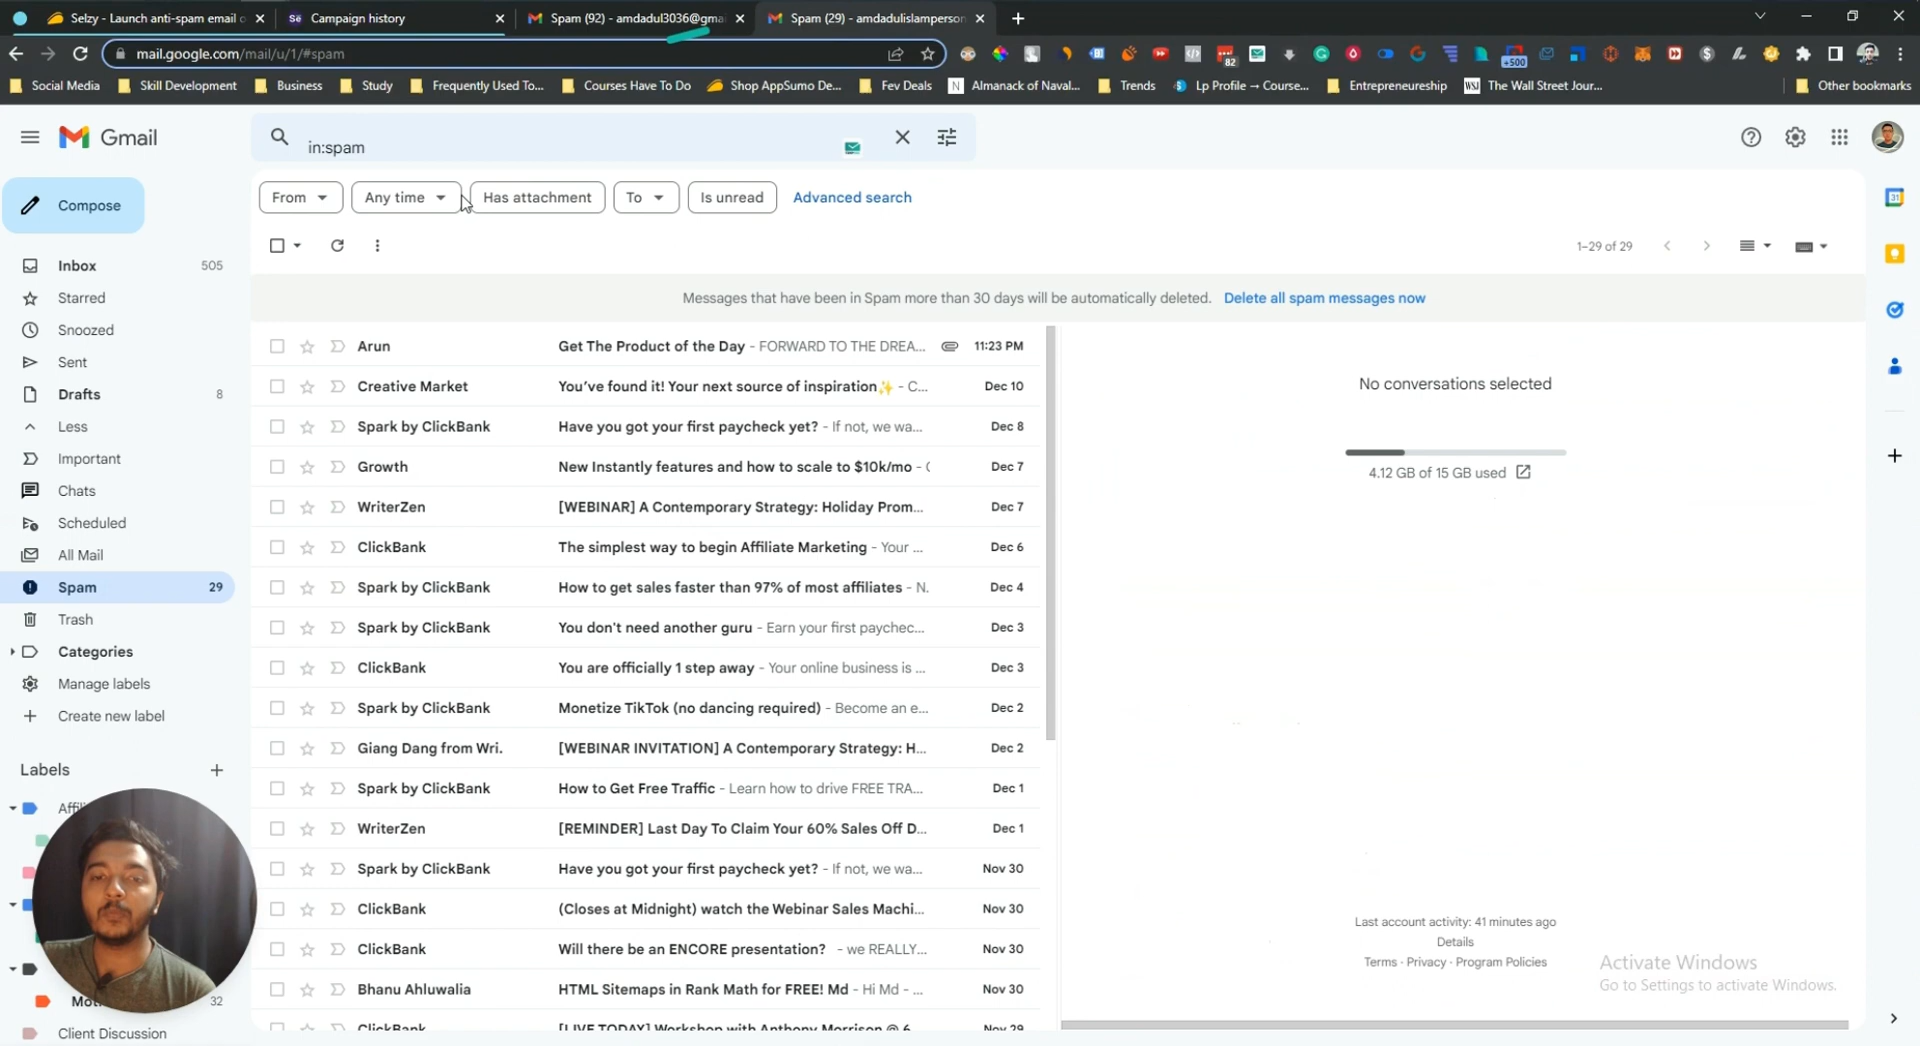 Selzy - Launch anti-spam email
Campaign history
Spam (92) - amdadul3036@gma
Spam (29) - amdadulislamperson
mail.google.com/mail/u/1/#spam
82
+500
Social Media
Skill Development
Business
Study
Frequently Used To...
Courses Have To Do
Shop AppSumo De...
Fev Deals
Almanack of Naval...
Trends
Lp Profile → Course...
Entrepreneurship
WSJ
The Wall Street Jour...
Other bookmarks
Gmail
in:spam
Compose
From
Any time
Has attachment
To
Is unread
Advanced search
1–29 of 29
Messages that have been in Spam more than 30 days will be automatically deleted. Delete all spam messages now
Inbox 505
Starred
Snoozed
Sent
Drafts 8
Less
Important
Chats
Scheduled
All Mail
Spam 29
Trash
Categories
Manage labels
Create new label
Labels
32
Client Discussion
Arun Get The Product of the Day - FORWARD TO THE DREA... 11:23 PM
Creative Market You've found it! Your next source of inspiration✨ - C... Dec 10
Spark by ClickBank Have you got your first paycheck yet? - If not, we wa... Dec 8
Growth New Instantly features and how to scale to $10k/mo - Dec 7
WriterZen [WEBINAR] A Contemporary Strategy: Holiday Prom... Dec 7
ClickBank The simplest way to begin Affiliate Marketing - Your ... Dec 6
Spark by ClickBank How to get sales faster than 97% of most affiliates - N. Dec 4
Spark by ClickBank You don't need another guru - Earn your first paychec... Dec 3
ClickBank You are officially 1 step away - Your online business is ... Dec 3
Spark by ClickBank Monetize TikTok (no dancing required) - Become an e... Dec 2
Giang Dang from Wri. [WEBINAR INVITATION] A Contemporary Strategy: H... Dec 2
Spark by ClickBank How to Get Free Traffic - Learn how to drive FREE TRA... Dec 1
WriterZen [REMINDER] Last Day To Claim Your 60% Sales Off D... Dec 1
Spark by ClickBank Have you got your first paycheck yet? - If not, we wa... Nov 30
ClickBank (Closes at Midnight) watch the Webinar Sales Machi... Nov 30
ClickBank Will there be an ENCORE presentation? - we REALLY... Nov 30
Bhanu Ahluwalia HTML Sitemaps in Rank Math for FREE! Md - Hi Md - ... Nov 30
ClickBank [LIVE TODAY] Workshop with Anthony Morrison @ 6 Nov 29
No conversations selected
4.12 GB of 15 GB used
Last account activity: 41 minutes ago
Details
Terms · Privacy · Program Policies
Activate Windows
Go to Settings to activate Windows.
31